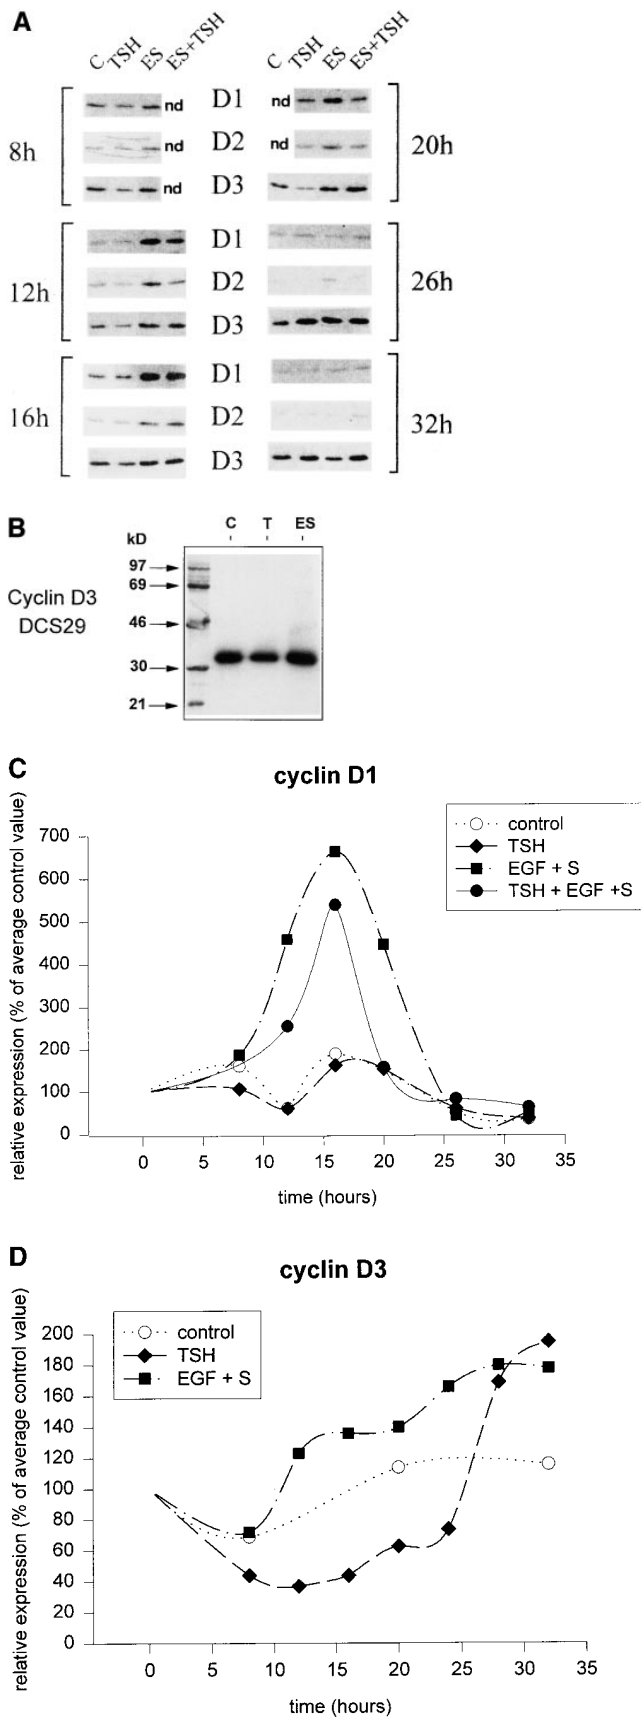 A
C TSH ES ES+TSH C TSH ES ES+TSH
nd D1 nd
8h nd D2 nd 20h
nd D3
D1
12h D2 26h
D3
D1
16h D2 32h
D3
B
C T ES
kD
97
69
Cyclin D3 46
DCS29
30
21
C
cyclin D1
control
TSH
EGF + S
TSH + EGF +S
relative expression (% of average control value)
700
600
500
400
300
200
100
0
0 5 10 15 20 25 30 35
time (hours)
D
cyclin D3
control
TSH
EGF + S
relative expression (% of average control value)
200
180
160
140
120
100
80
60
40
20
0
0 5 10 15 20 25 30 35
time (hours)